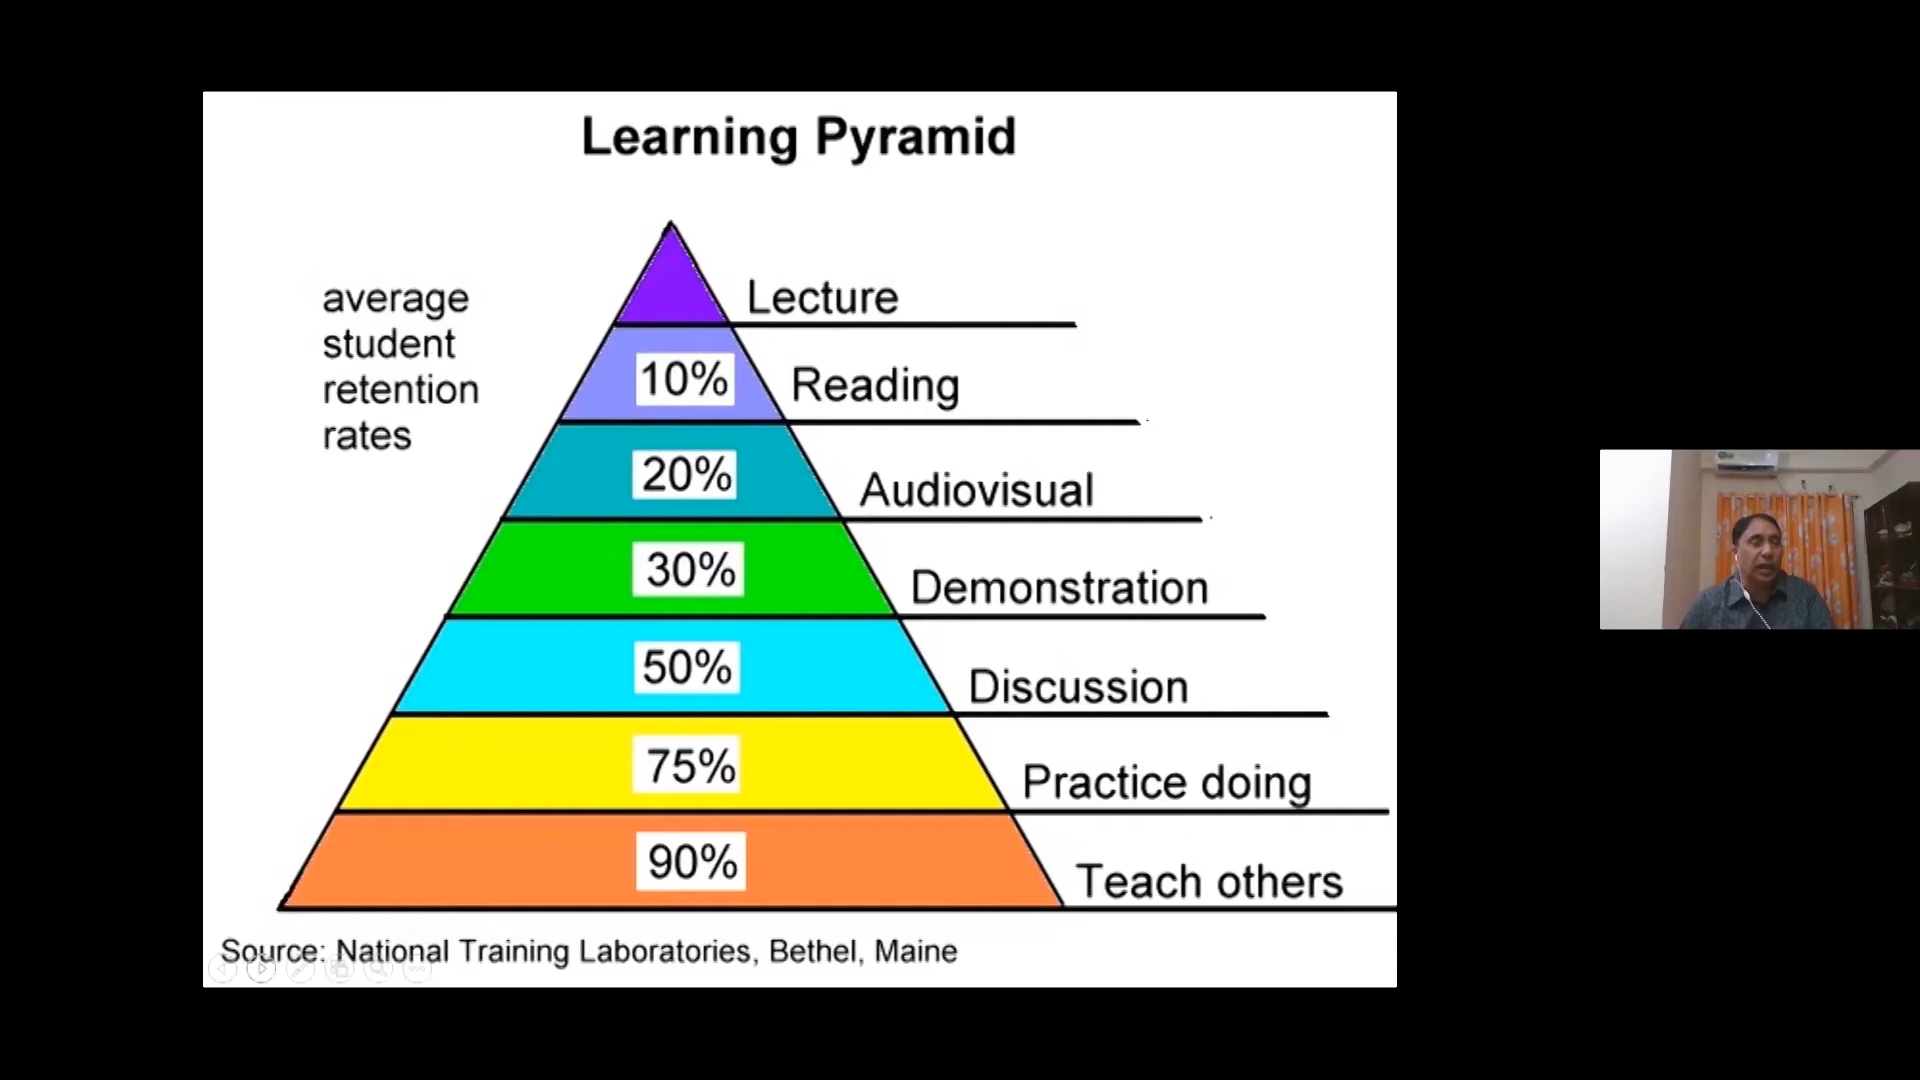 Learning Pyramid
average
student
retention
rates
Lecture
10% Reading
20% Audiovisual
30% Demonstration
50% Discussion
75% Practice doing
90% Teach others
Source: National Training Laboratories, Bethel, Maine